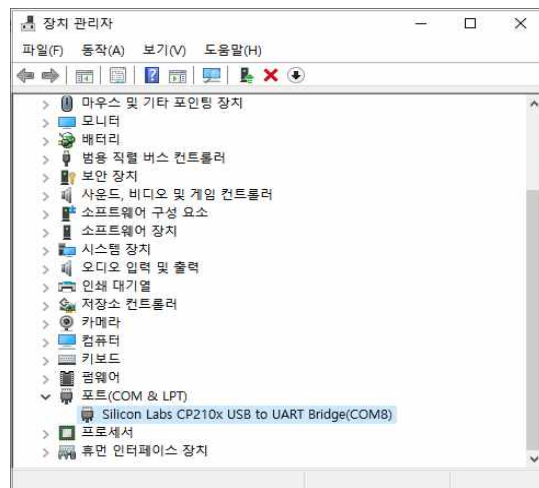 장치 관리자
파일(F) 동작(A) 보기(V) 도움말(H)
마우스 및 기타 포인팅 장치
모니터
배터리
범용 직렬 버스 컨트롤러
보안 장치
사운드, 비디오 및 게임 컨트롤러
소프트웨어 구성 요소
소프트웨어 장치
시스템 장치
오디오 입력 및 출력
인쇄 대기열
저장소 컨트롤러
카메라
컴퓨터
키보드
펌웨어
포트(COM & LPT)
Silicon Labs CP210x USB to UART Bridge(COM8)
프로세서
휴먼 인터페이스 장치